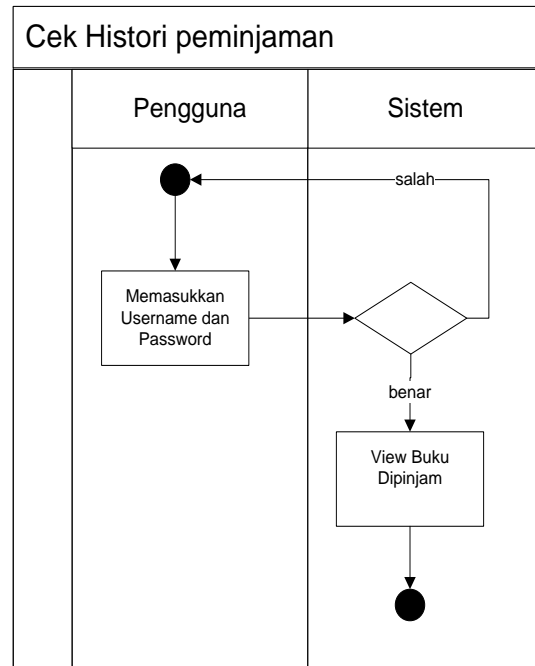 Cek Histori peminjaman
Pengguna
Sistem
salah
Memasukkan
Username dan
Password
benar
View Buku
Dipinjam